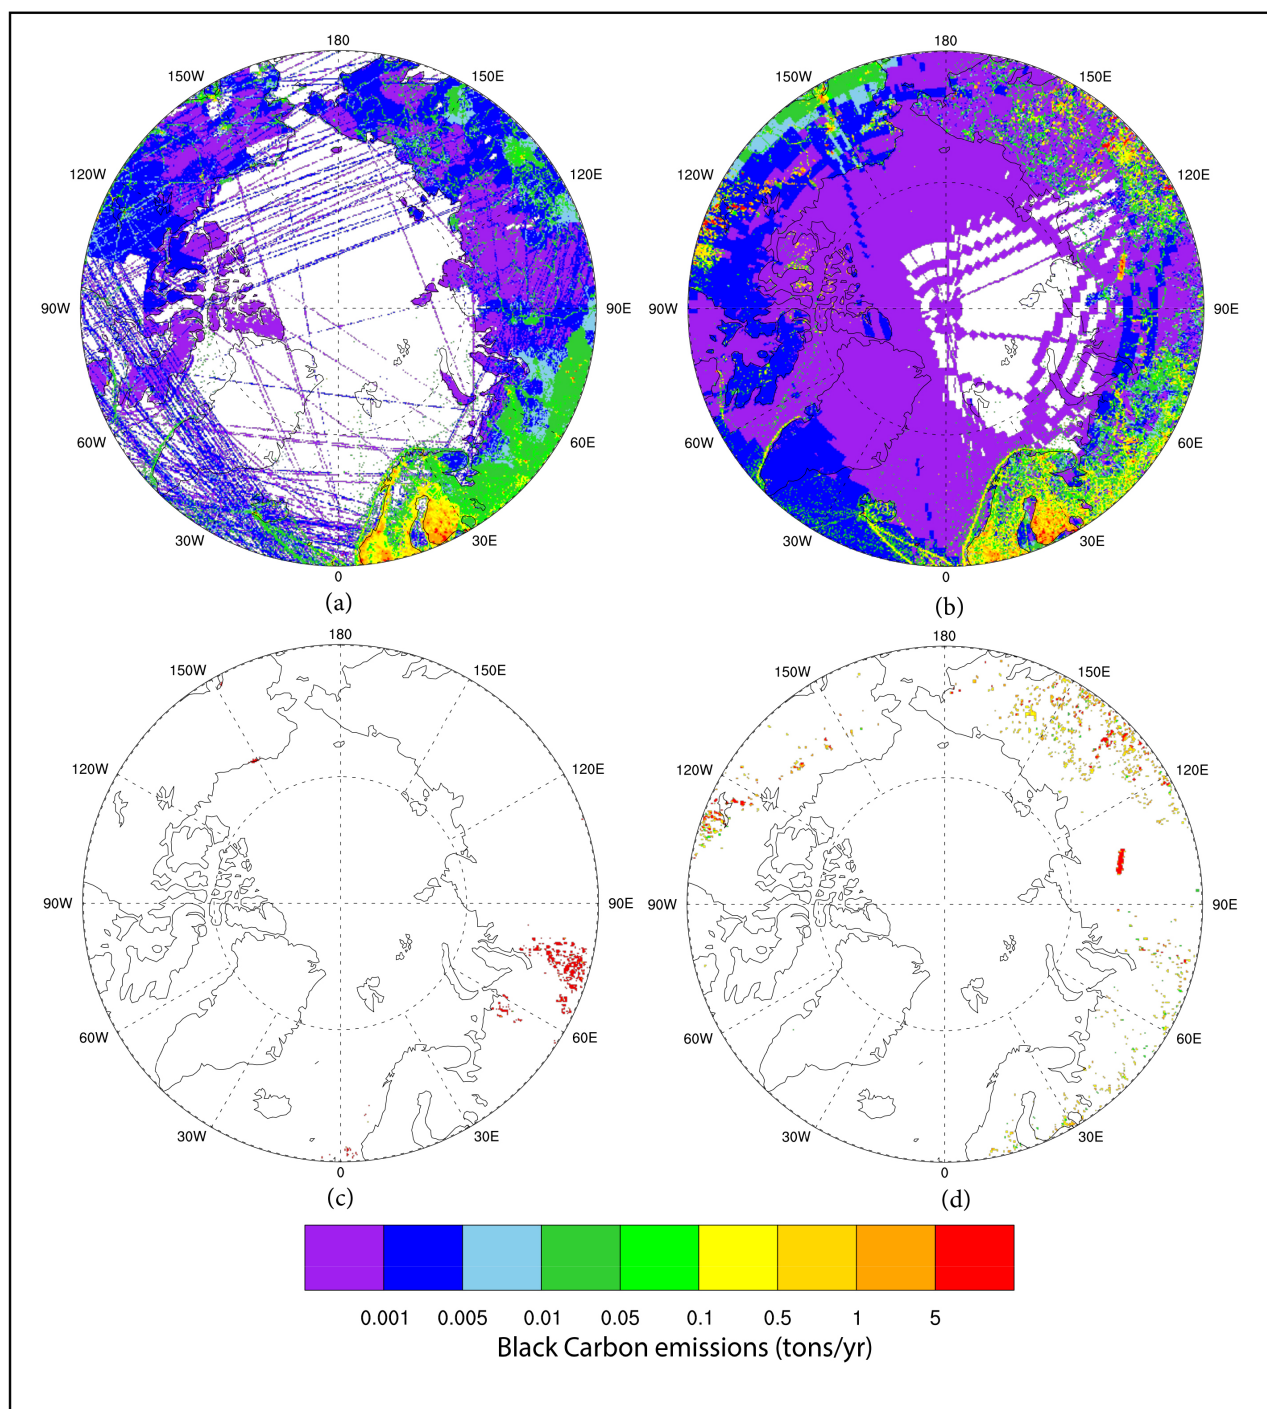 180 180
150W 150E 150W 150E
120W 120E 120W 120E
90W 90E 90W 90E
60W 60E 60W 60E
30W 30E 30W 30E
0 0
(a) (b)
180 180
150W 150E 150W 150E
120W 120E 120W 120E
90W 90E 90W 90E
60W 60E 60W 60E
30W 30E 30W 30E
0 0
(c) (d)
0.001 0.005 0.01 0.05 0.1 0.5 1 5
Black Carbon emissions (tons/yr)